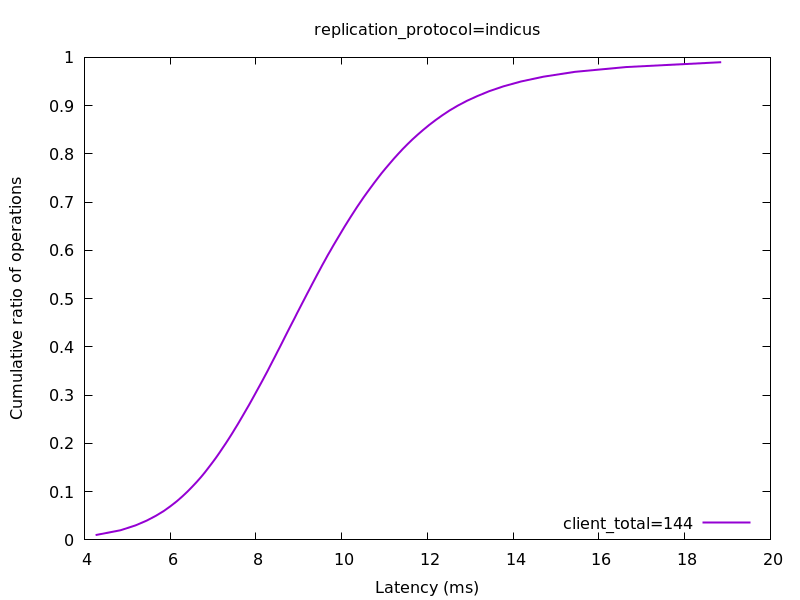 replication_protocol=indicus
1
0.9
0.8
0.7
0.6
0.5
0.4
0.3
0.2
0.1
0
Cumulative ratio of operations
client_total=144
4 6 8 10 12 14 16 18 20
Latency (ms)